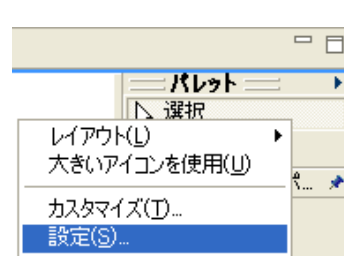 パレット
選択
レイアウト(L)
大きいアイコンを使用(U)
カスタマイズ(T)...
設定(S)...